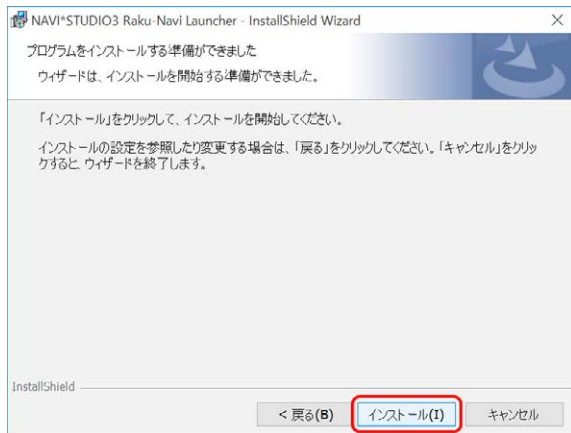 NAVI*STUDIO3 Raku-Navi Launcher - InstallShield Wizard
プログラムをインストールする準備ができました
ウィザードは、インストールを開始する準備ができました。
「インストール」をクリックして、インストールを開始してください。
インストールの設定を参照したり変更する場合は、「戻る」をクリックしてください。「キャンセル」をクリッ
クすると、ウィザードを終了します。
InstallShield
< 戻る(B)
インストール(I)
キャンセル